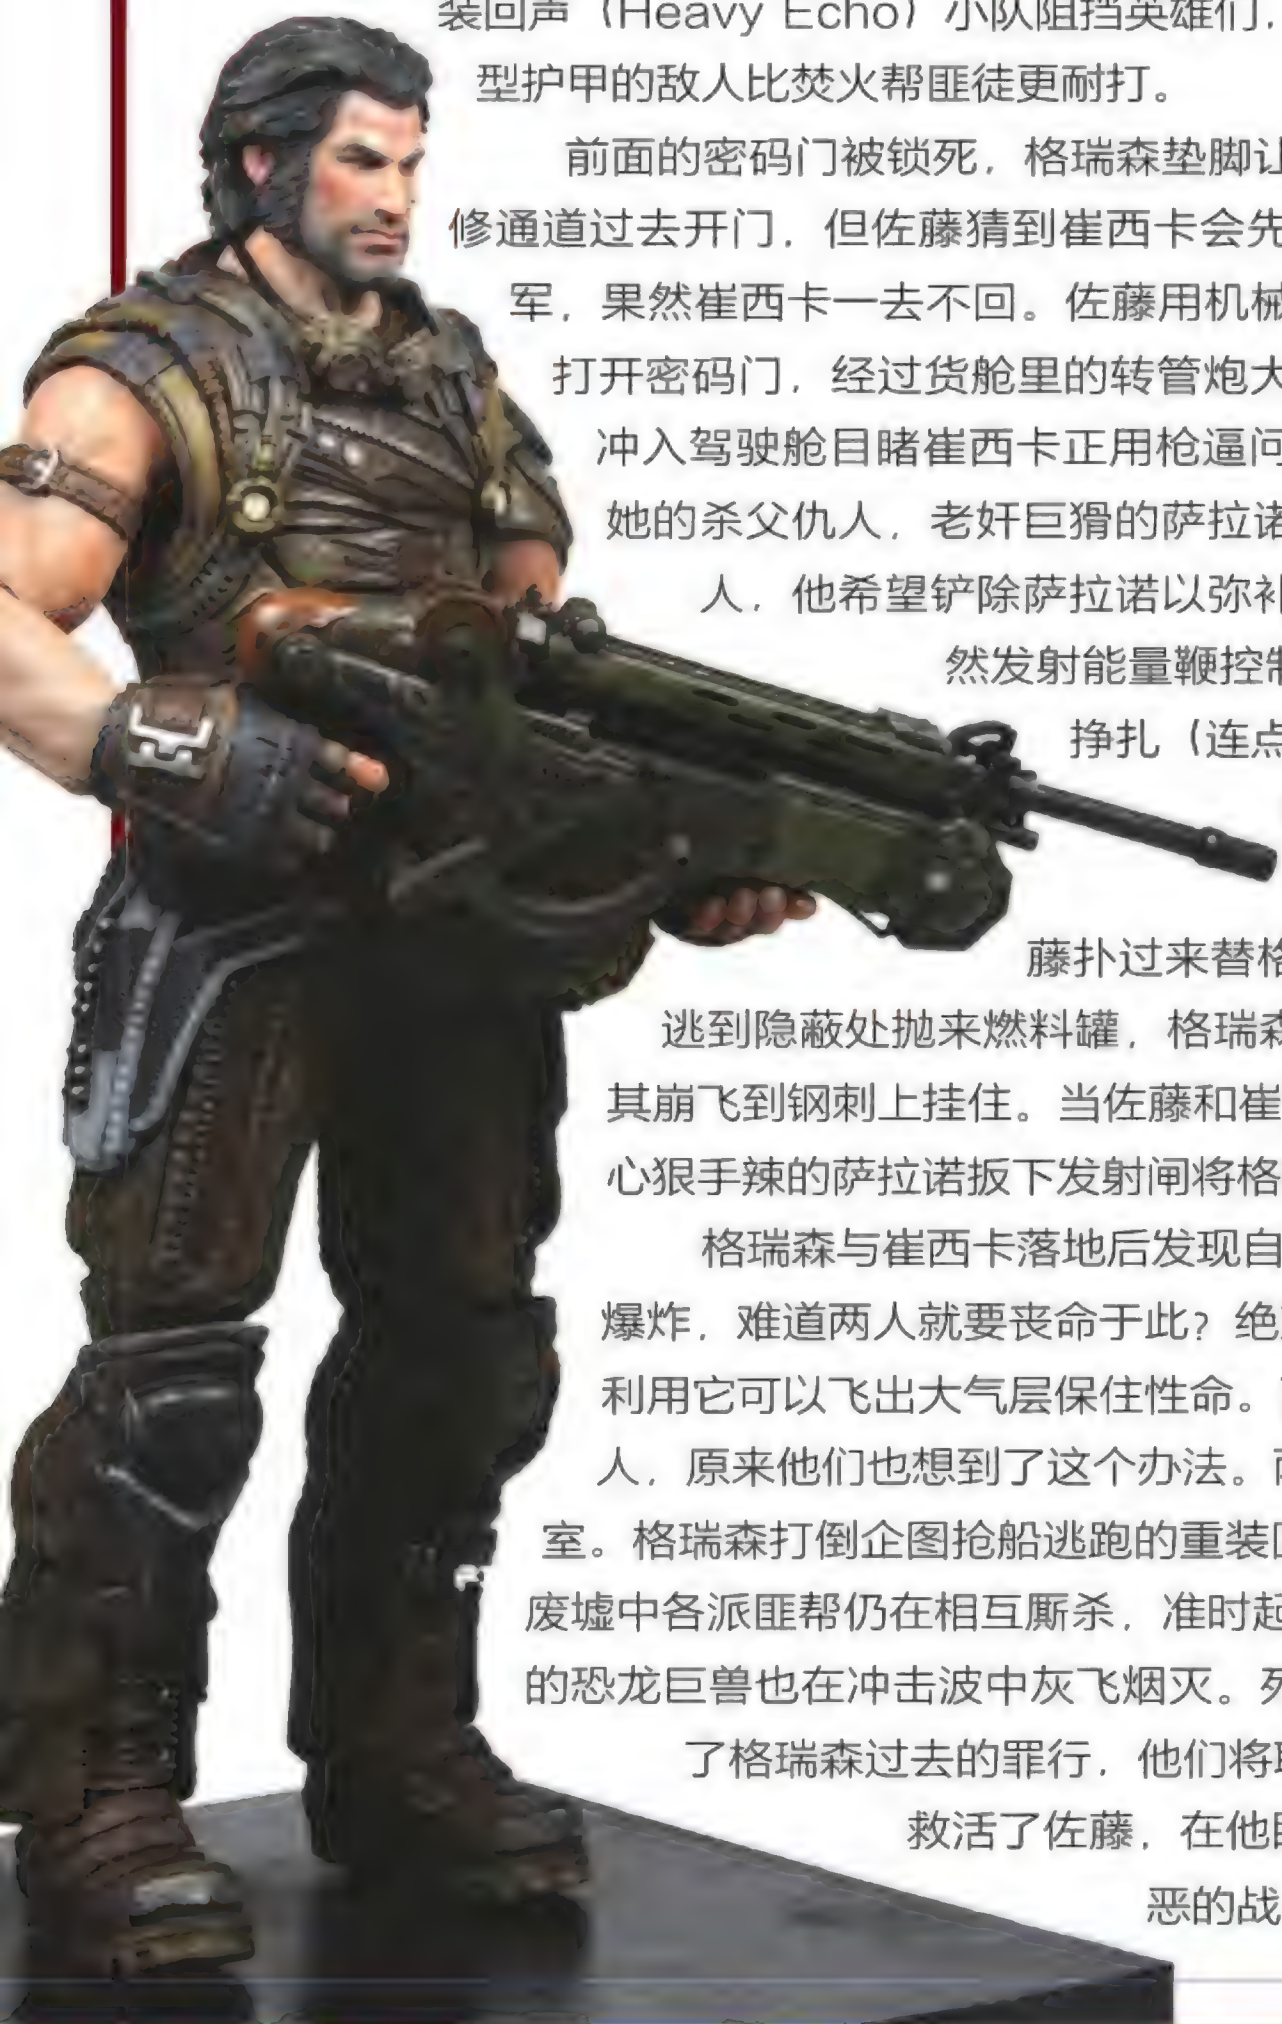 装回声（Heavy Echo）小队阻挡英雄们，
型护甲的敌人比焚火帮匪徒更耐打。
前面的密码门被锁死，格瑞森垫脚让
修通道过去开门，但佐藤猜到崔西卡会先
军，果然崔西卡一去不回。佐藤用机械
打开密码门，经过货舱里的转管炮大
冲入驾驶舱目睹崔西卡正用枪逼问
她的杀父仇人，老奸巨猾的萨拉诺
人，他希望铲除萨拉诺以弥补
然发射能量鞭控制
挣扎（连点
藤扑过来替格
逃到隐蔽处抛来燃料罐，格瑞森
其崩飞到钢刺上挂住。当佐藤和崔
心狠手辣的萨拉诺扳下发射闸将格
格瑞森与崔西卡落地后发现自
爆炸，难道两人就要丧命于此？绝
利用它可以飞出大气层保住性命。
人，原来他们也想到了这个办法。
室。格瑞森打倒企图抢船逃跑的重装
废墟中各派匪帮仍在相互厮杀，准时起
的恐龙巨兽也在冲击波中灰飞烟灭。死
了格瑞森过去的罪行，他们将
救活了佐藤，在他
恶的战